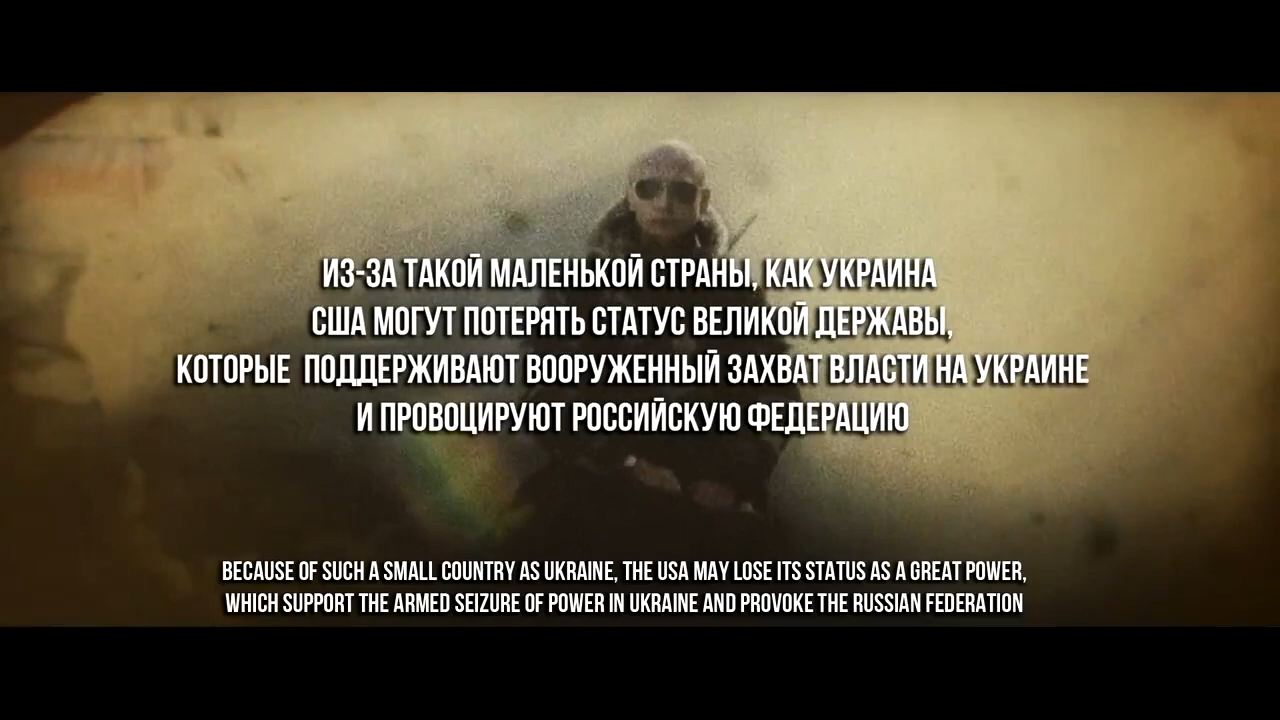 ИЗ-ЗА ТАКОЙ МАЛЕНЬКОЙ СТРАНЫ, КАК УКРАИНА
США МОГУТ ПОТЕРЯТЬ СТАТУС ВЕЛИКОЙ ДЕРЖАВЫ,
КОТОРЫЕ ПОДДЕРЖИВАЮТ ВООРУЖЕННЫЙ ЗАХВАТ ВЛАСТИ НА УКРАИНЕ
И ПРОВОЦИРУЮТ РОССИЙСКУЮ ФЕДЕРАЦИЮ
BECAUSE OF SUCH A SMALL COUNTRY AS UKRAINE, THE USA MAY LOSE ITS STATUS AS A GREAT POWER,
WHICH SUPPORT THE ARMED SEIZURE OF POWER IN UKRAINE AND PROVOKE THE RUSSIAN FEDERATION